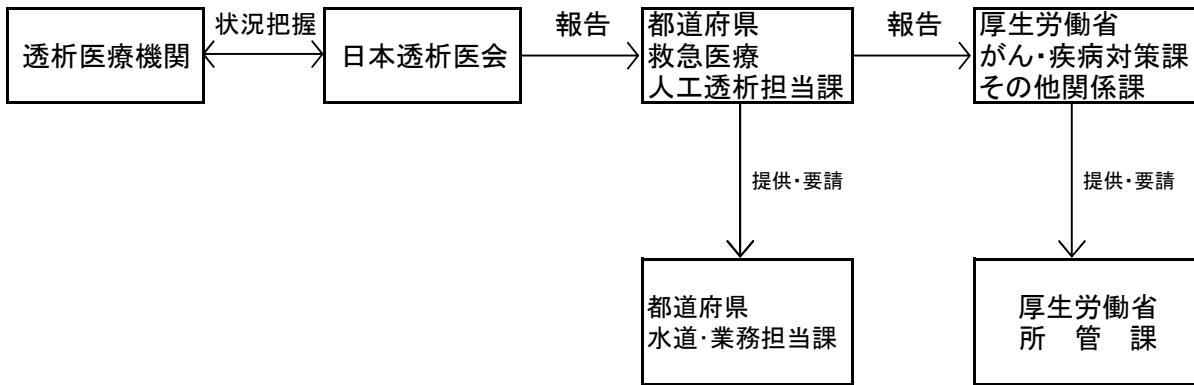 状況把握
報告
報告
透析医療機関
日本透析医会
都道府県
救急医療
人工透析担当課
厚生労働省
がん・疾病対策課
その他関係課
提供・要請
提供・要請
都道府県
水道・業務担当課
厚生労働省
所　管　課